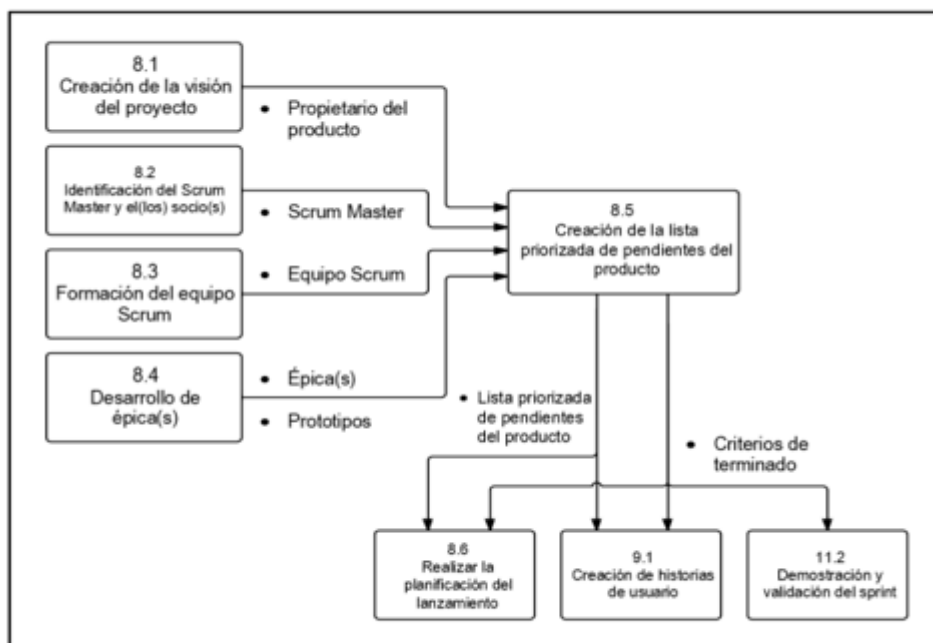 8.1
Creación de la visión
del proyecto
• Propietario del
producto
8.2
Identificación del Scrum
Master y el(los) socio(s)
• Scrum Master
8.3
Formación del equipo
Scrum
• Equipo Scrum
8.4
Desarrollo de
épica(s)
• Épica(s)
• Prototipos
8.5
Creación de la lista
priorizada de pendientes del
producto
• Lista priorizada
de pendientes
del producto
• Criterios de
terminado
8.6
Realizar la
planificación del
lanzamiento
9.1
Creación de historias
de usuario
11.2
Demostración y
validación del sprint